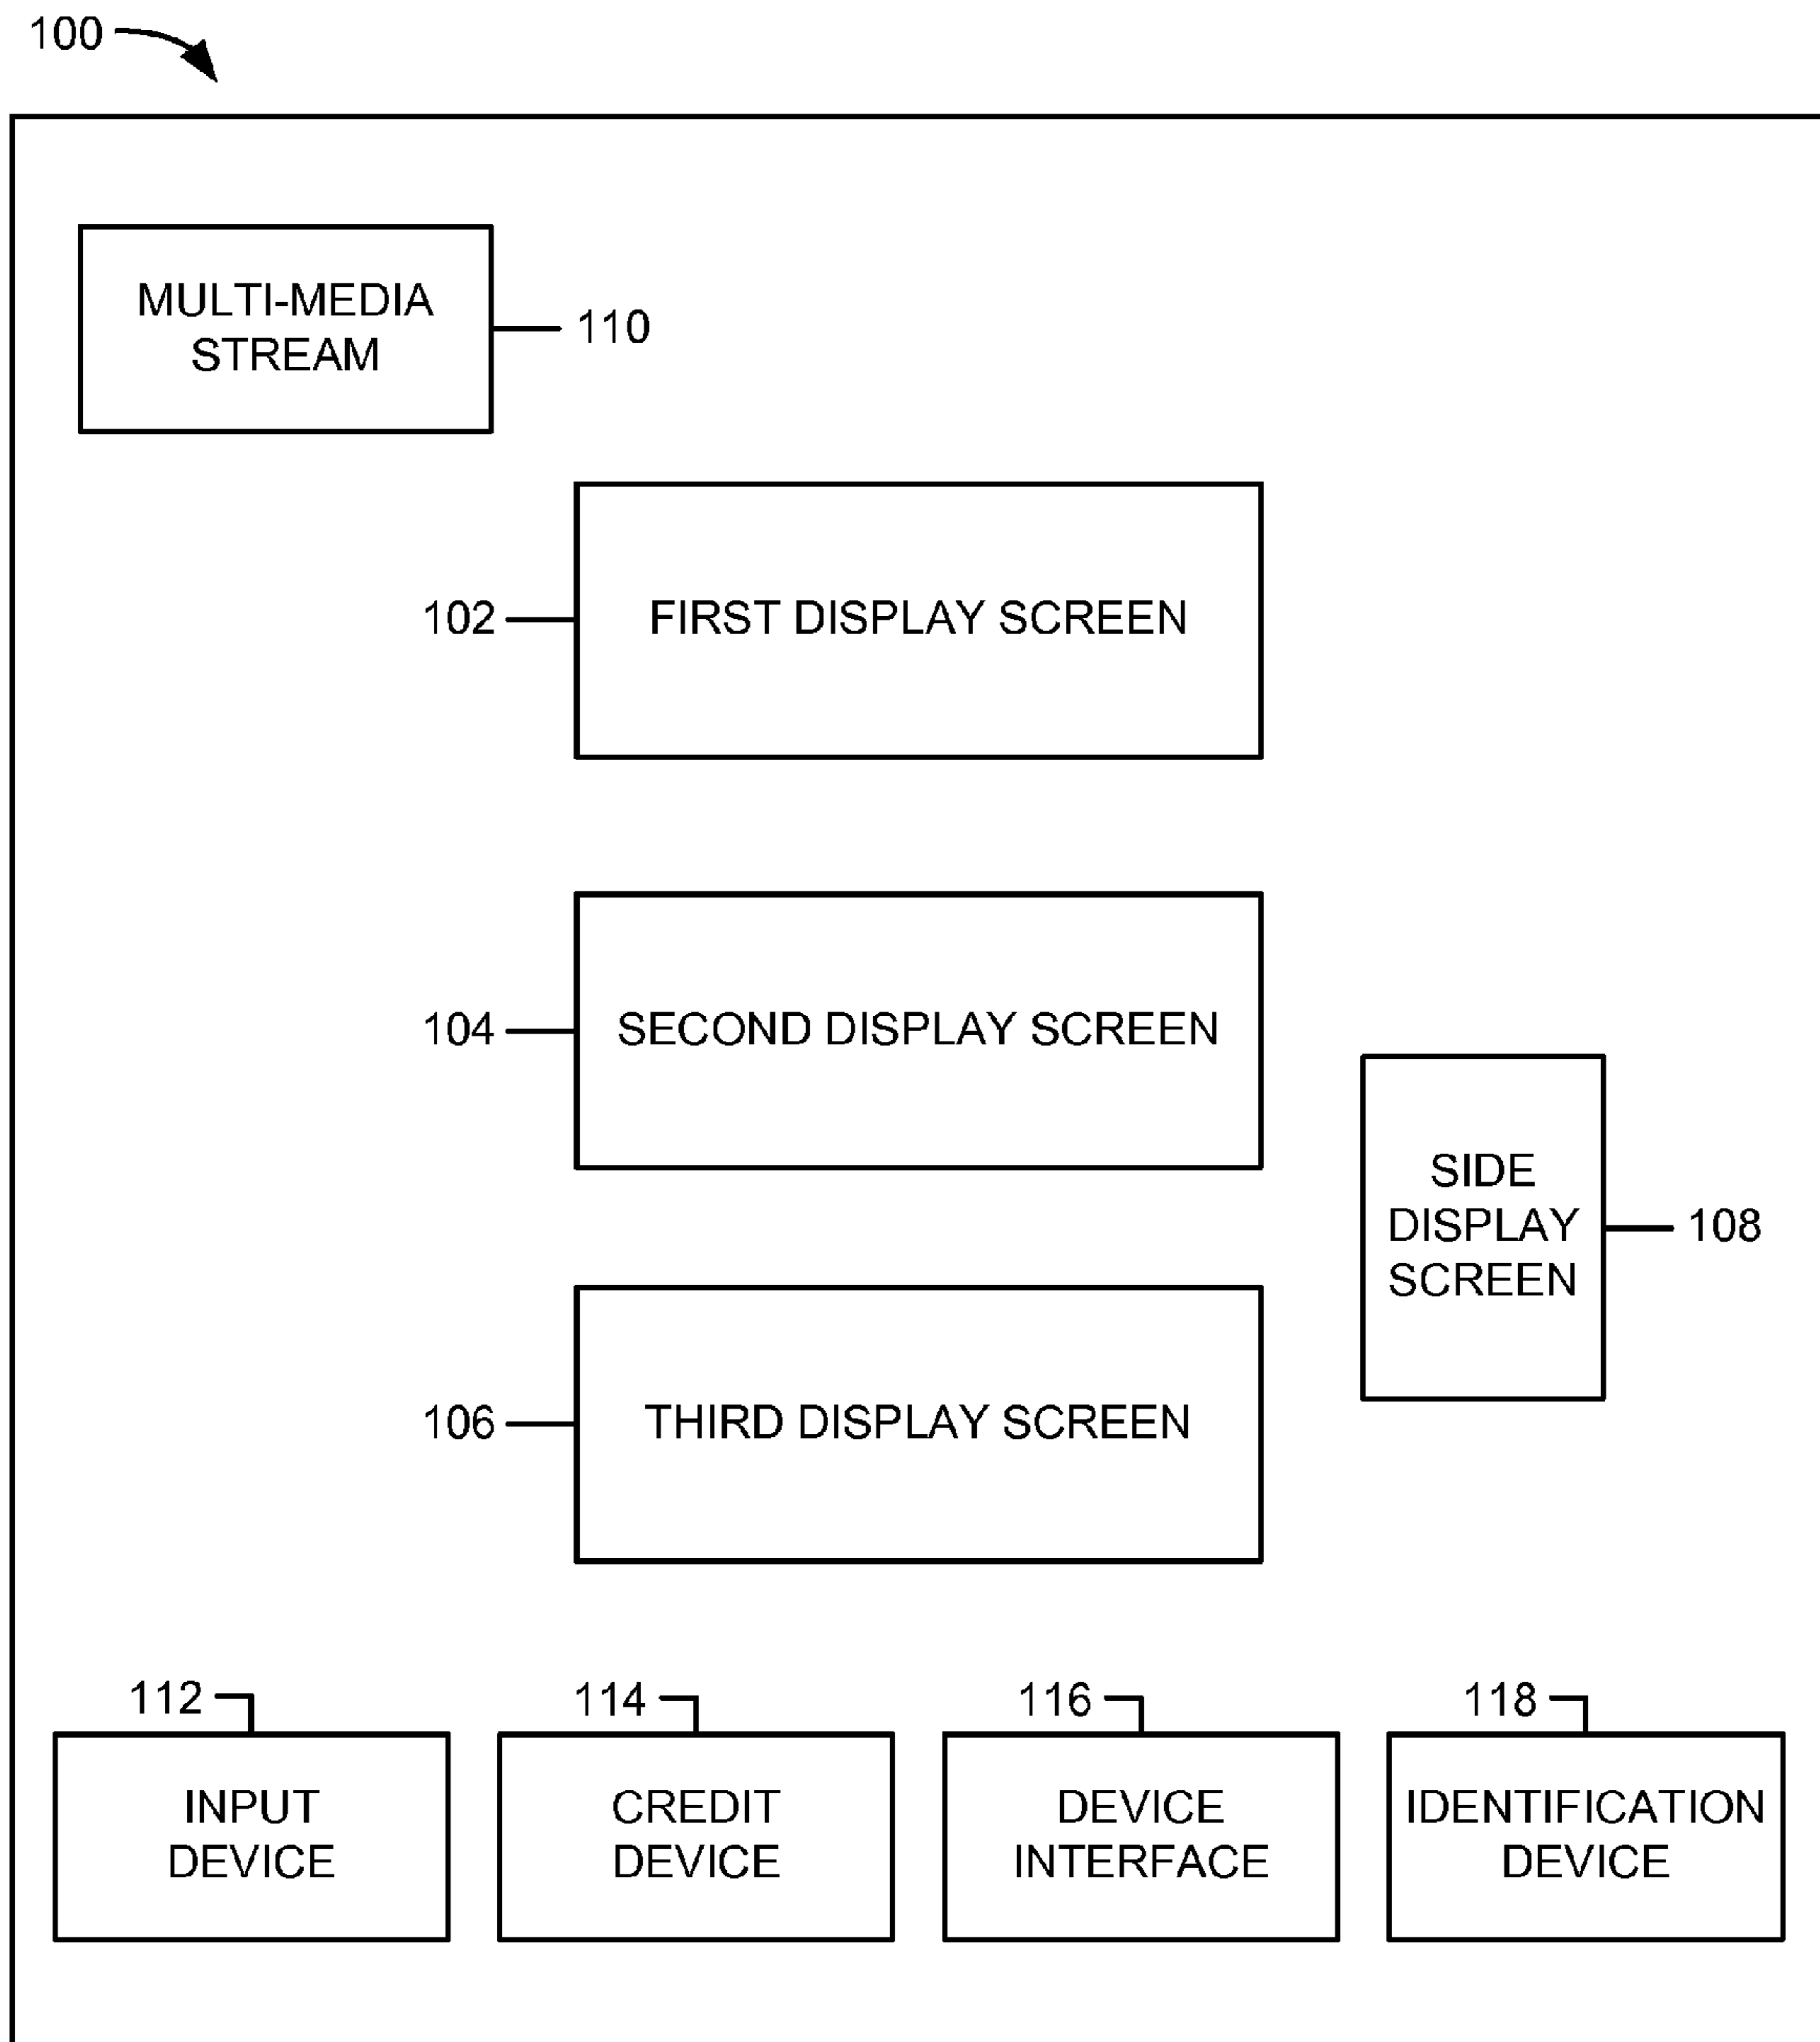 100
MULTI-MEDIA
STREAM
110
102
FIRST DISPLAY SCREEN
104
SECOND DISPLAY SCREEN
SIDE
DISPLAY
SCREEN
108
106
THIRD DISPLAY SCREEN
112
INPUT
DEVICE
114
CREDIT
DEVICE
116
DEVICE
INTERFACE
118
IDENTIFICATION
DEVICE